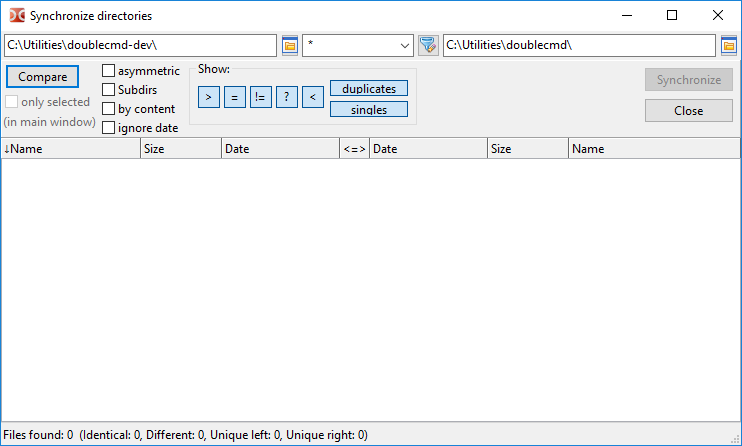 Synchronize directories
C:\Utilities\doublecmd-dev\ * C:\Utilities\doublecmd\
Compare asymmetric Show: Synchronize
only selected Subdirs > = != ? < duplicates
(in main window) by content singles Close
ignore date
↓Name Size Date <=> Date Size Name
Files found: 0 (Identical: 0, Different: 0, Unique left: 0, Unique right: 0)